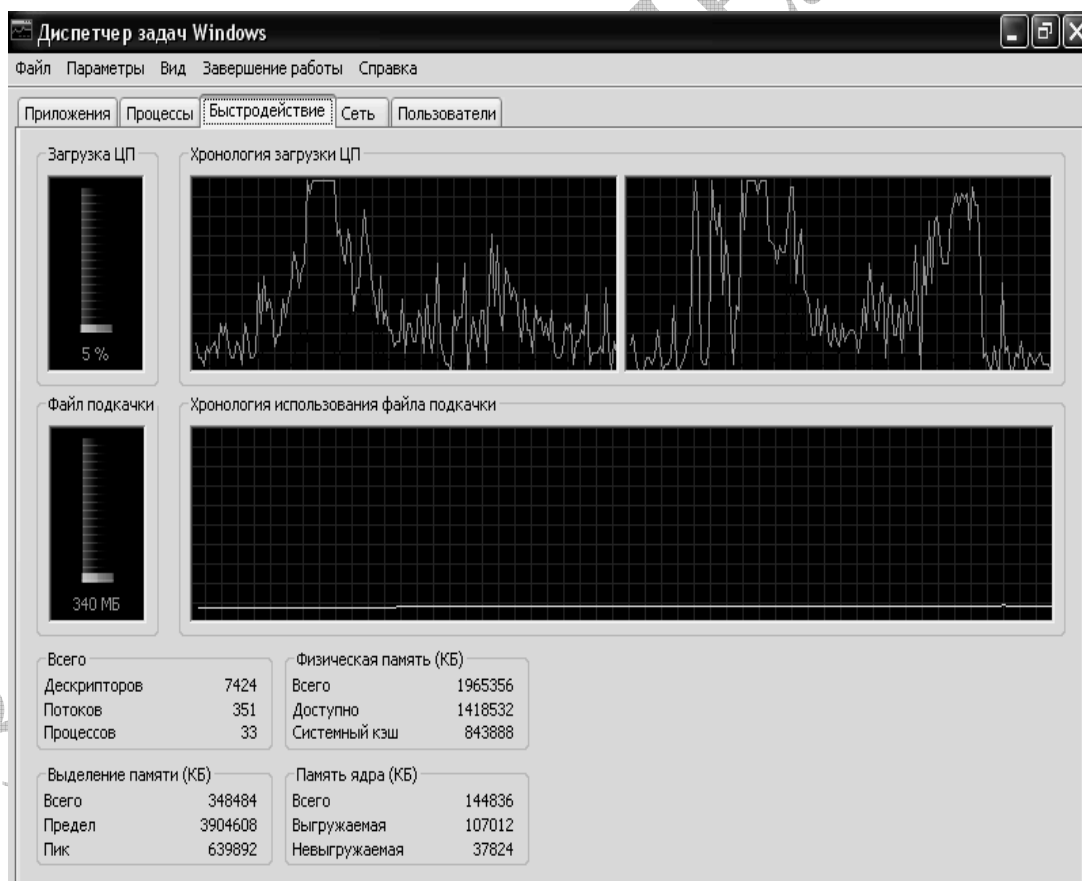 Диспетчер задач Windows
Файл Параметры Вид Завершение работы Справка
Приложения Процессы Быстродействие Сеть Пользователи
Загрузка ЦП Хронология загрузки ЦП
5 %
Файл подкачки Хронология использования файла подкачки
340 МБ
Всего
Дескрипторов 7424
Потоков 351
Процессов 33
Физическая память (КБ)
Всего 1965356
Доступно 1418532
Системный кэш 843888
Выделение памяти (КБ)
Всего 348484
Предел 3904608
Пик 639892
Память ядра (КБ)
Всего 144836
Выгружаемая 107012
Невыгружаемая 37824